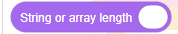 String or array length